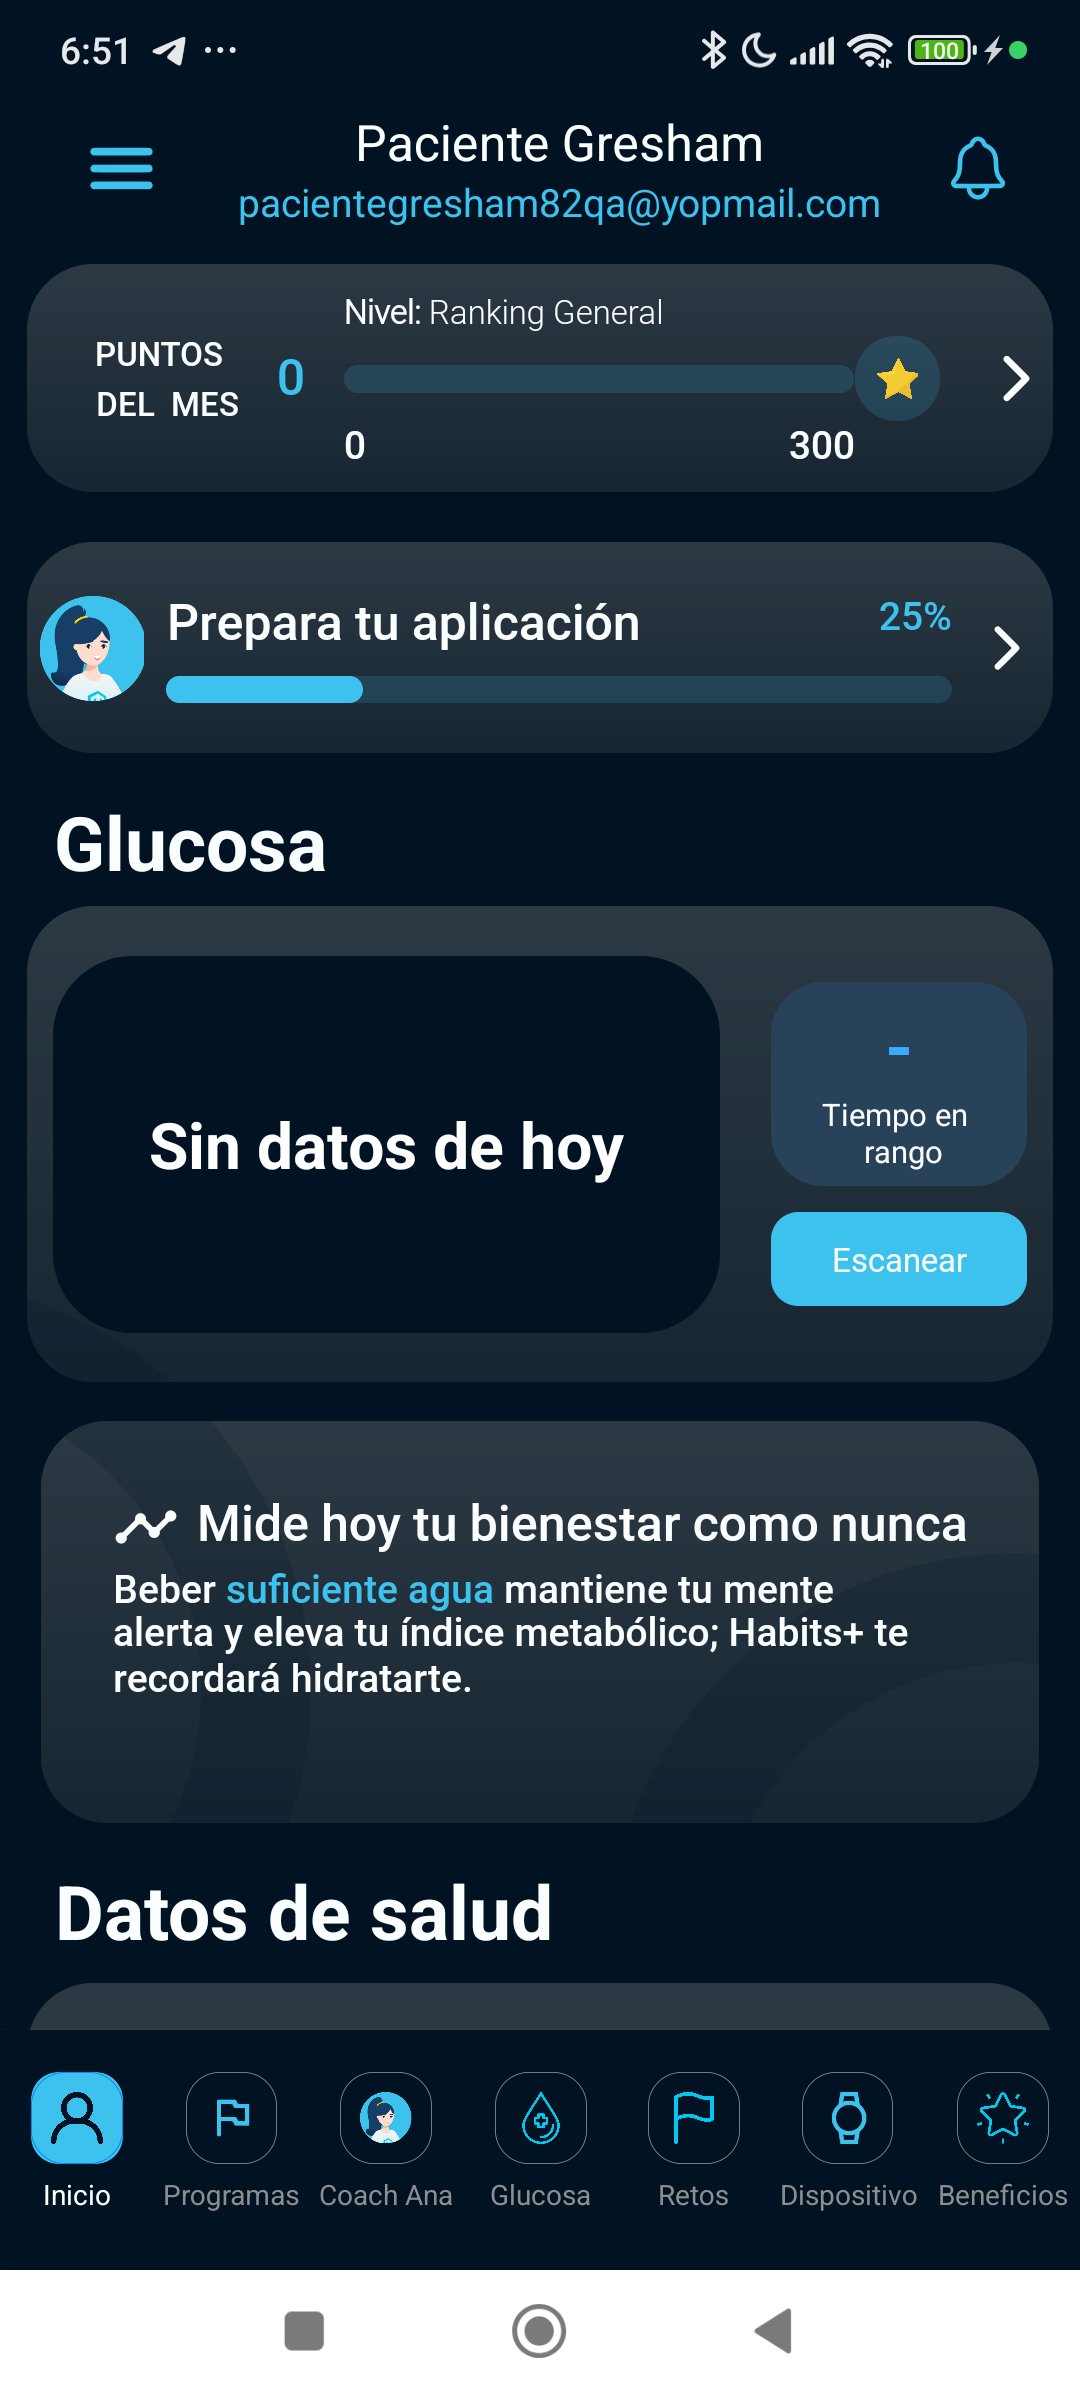 6:51
100
Paciente Gresham
pacientegresham82qa@yopmail.com
Nivel: Ranking General
PUNTOS
DEL MES
0
0
300
Prepara tu aplicación
25%
Glucosa
Sin datos de hoy
-
Tiempo en
rango
Escanear
Mide hoy tu bienestar como nunca
Beber suficiente agua mantiene tu mente
alerta y eleva tu índice metabólico; Habits+ te
recordará hidratarte.
Datos de salud
Inicio
Programas
Coach Ana
Glucosa
Retos
Dispositivo
Beneficios